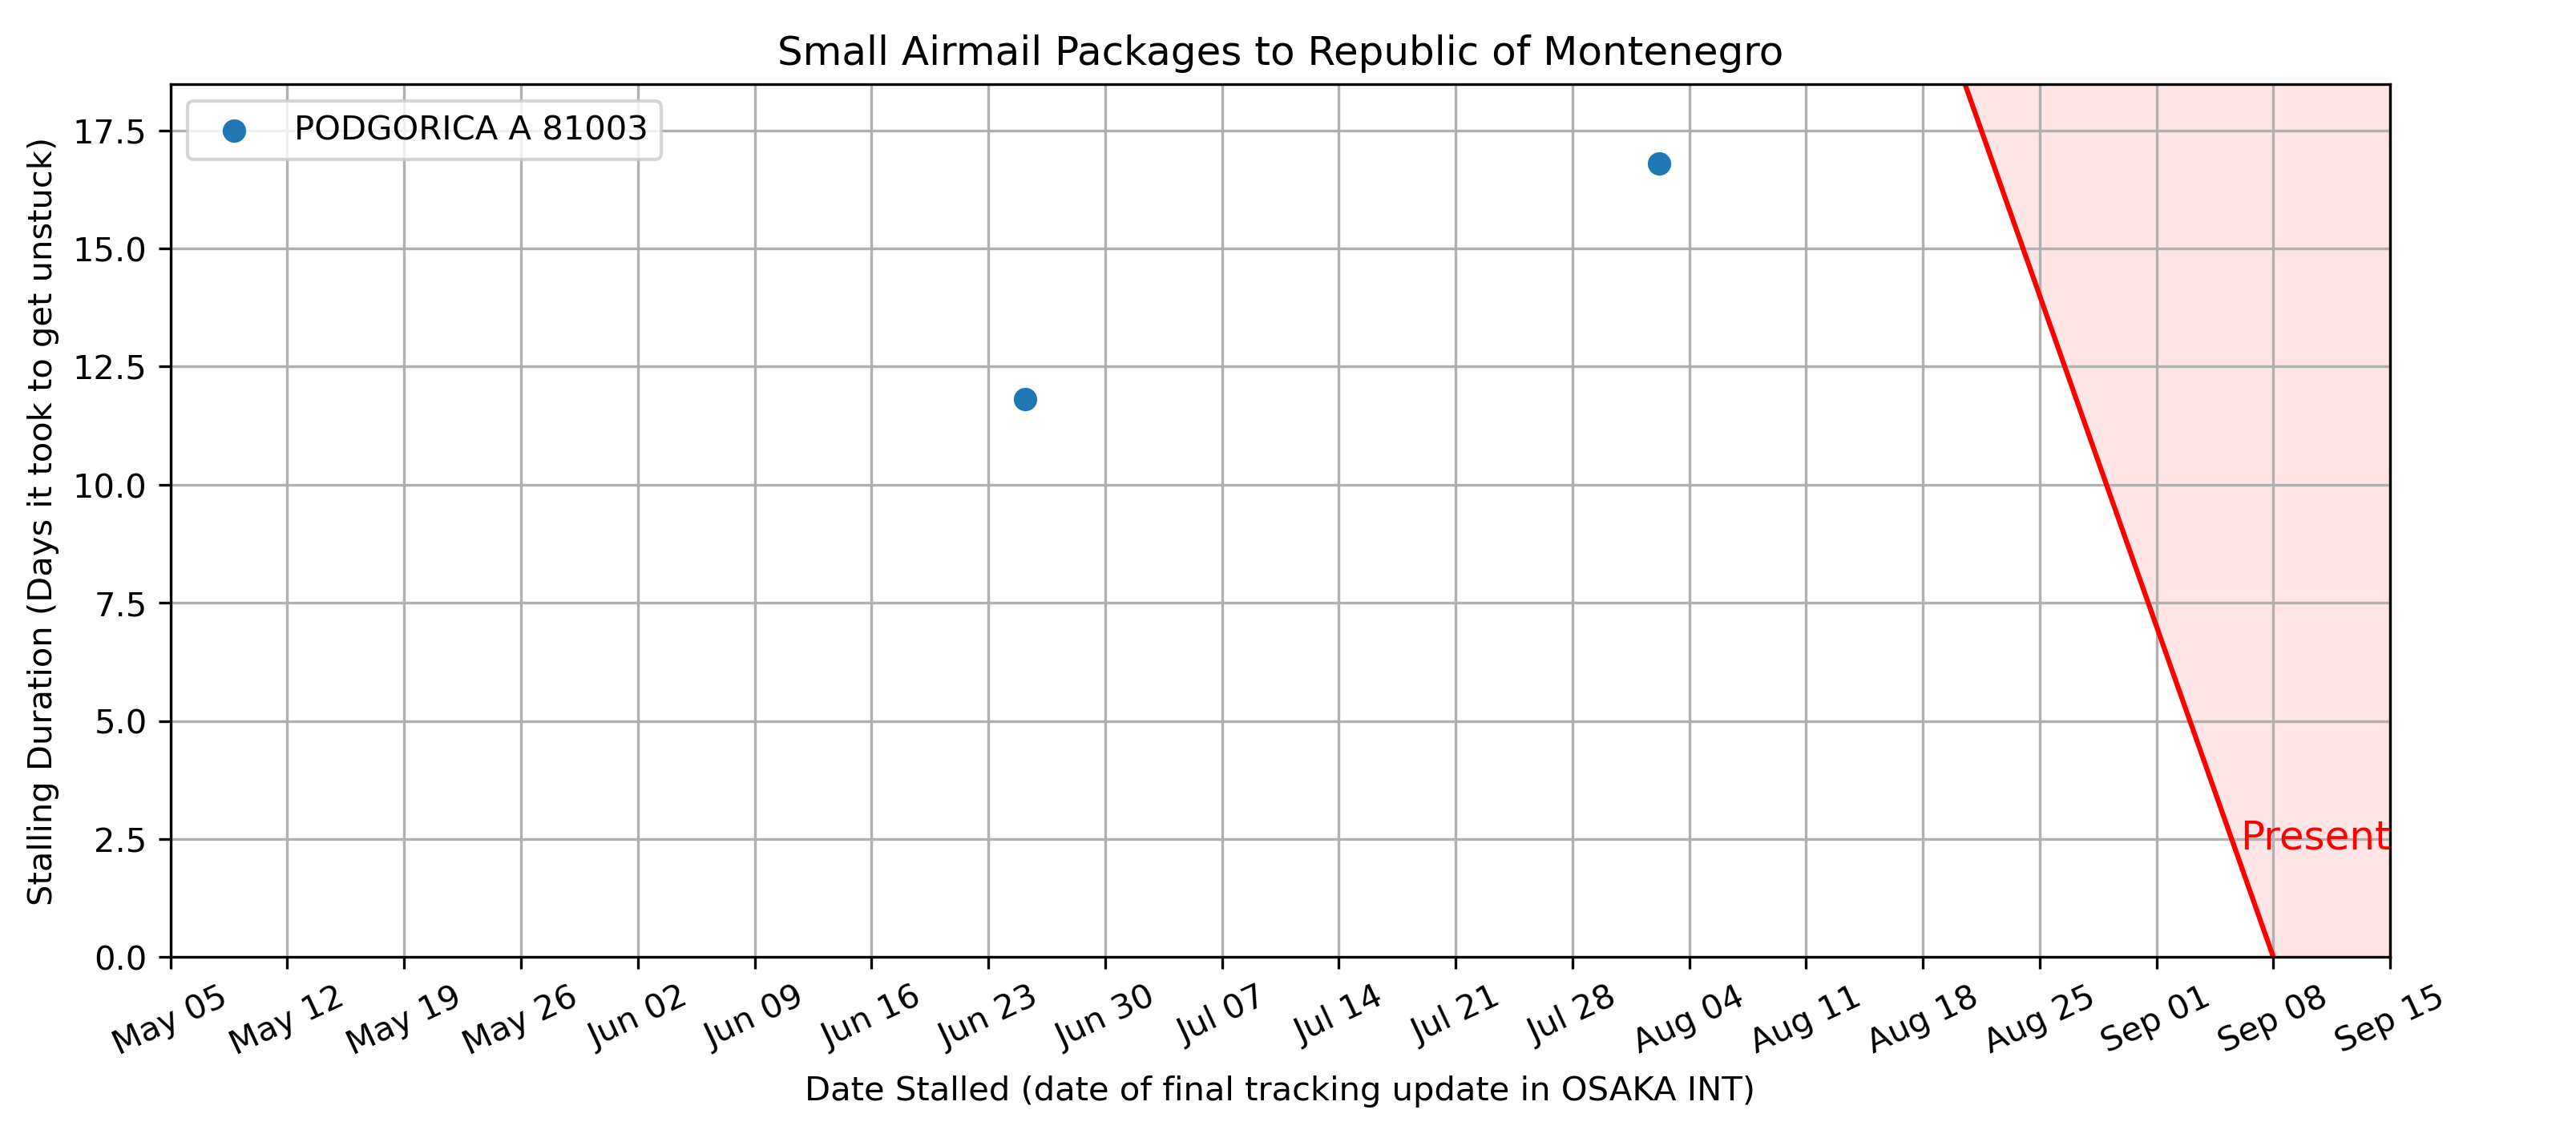 Small Airmail Packages to Republic of Montenegro
PODGORICA A 81003
Stalling Duration (Days it took to get unstuck)
17.5
15.0
12.5
10.0
7.5
5.0
2.5
0.0
Present
May 05
May 12
May 19
May 26
Jun 02
Jun 09
Jun 16
Jun 23
Jun 30
Jul 07
Jul 14
Jul 21
Jul 28
Aug 04
Aug 11
Aug 18
Aug 25
Sep 01
Sep 08
Sep 15
Date Stalled (date of final tracking update in OSAKA INT)